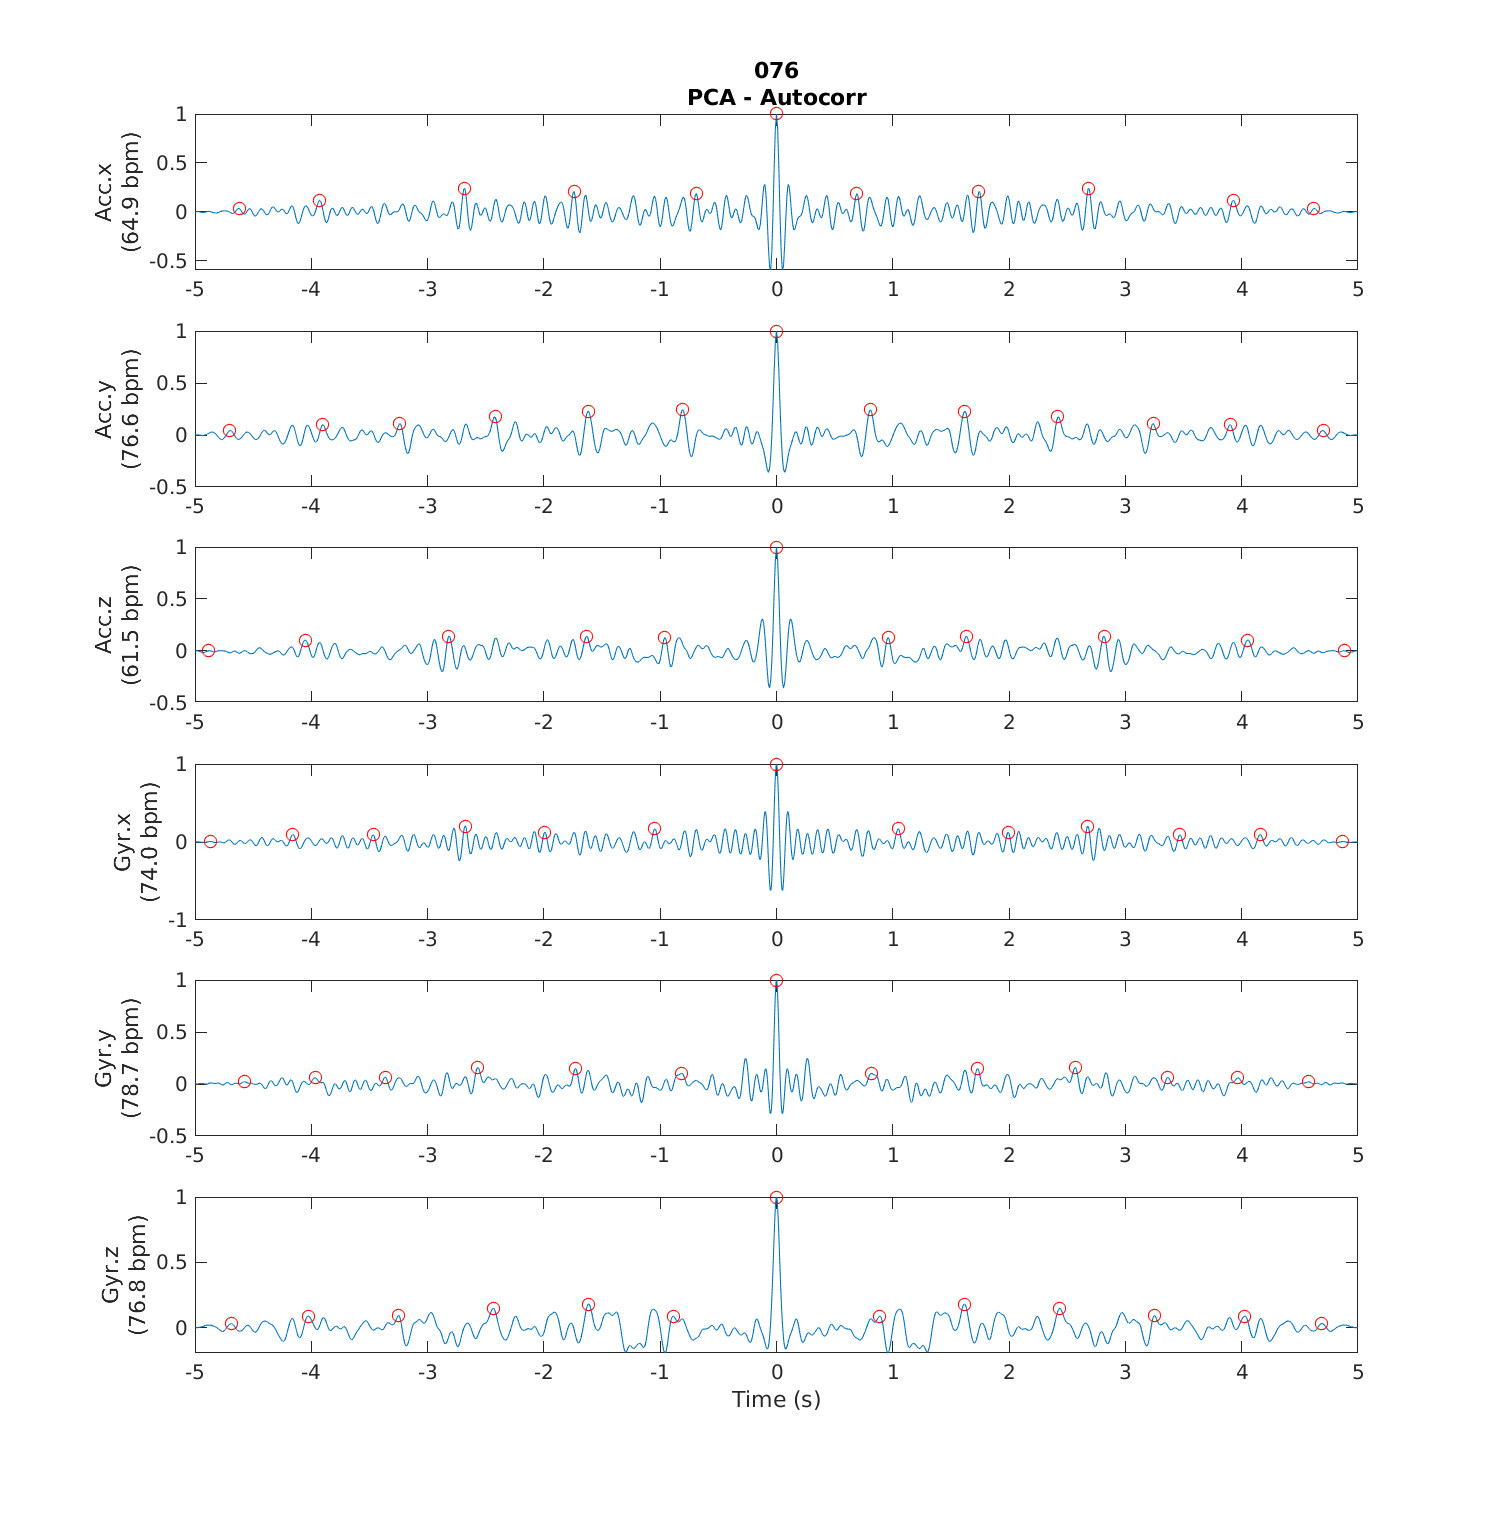 076
PCA - Autocorr
Acc.x
(64.9 bpm)
1
0.5
0
-0.5
-5 -4 -3 -2 -1 0 1 2 3 4 5
Acc.y
(76.6 bpm)
1
0.5
0
-0.5
-5 -4 -3 -2 -1 0 1 2 3 4 5
Acc.z
(61.5 bpm)
1
0.5
0
-0.5
-5 -4 -3 -2 -1 0 1 2 3 4 5
Gyr.x
(74.0 bpm)
1
0
-1
-5 -4 -3 -2 -1 0 1 2 3 4 5
Gyr.y
(78.7 bpm)
1
0.5
0
-0.5
-5 -4 -3 -2 -1 0 1 2 3 4 5
Gyr.z
(76.8 bpm)
1
0.5
0
-5 -4 -3 -2 -1 0 1 2 3 4 5
Time (s)